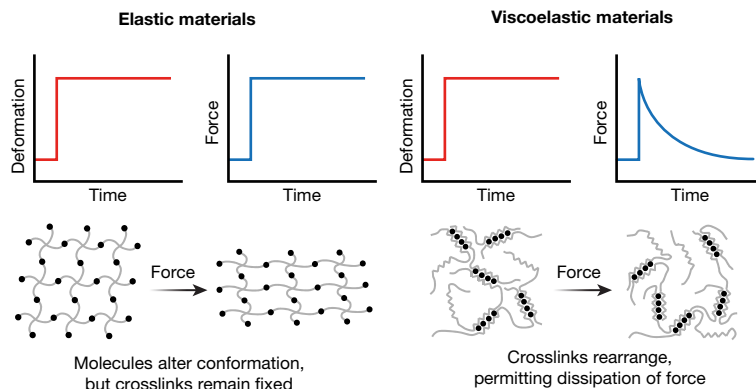 Elastic materials
Viscoelastic materials
Deformation
Time
Force
Time
Deformation
Time
Force
Time
Force
Force
Molecules alter conformation,
but crosslinks remain fixed
Crosslinks rearrange,
permitting dissipation of force